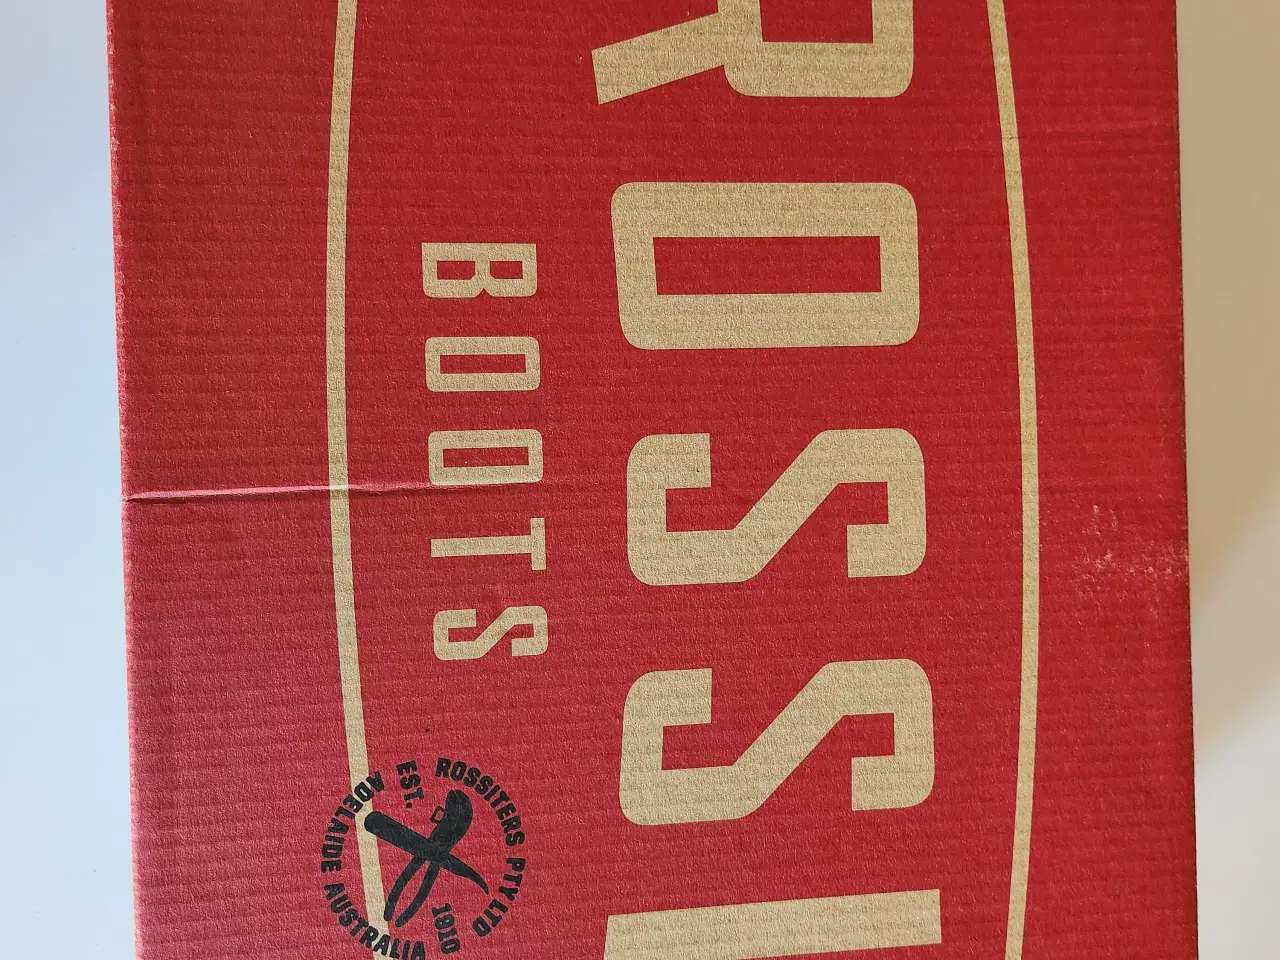 ROSSI
BOOTS
ROSSITERS PTY LTD
EST. 1910
ADELAIDE AUSTRALIA